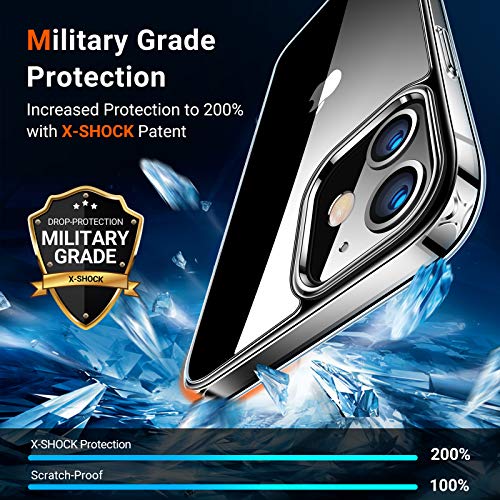 Military Grade
Protection
Increased Protection to 200%
with X-SHOCK Patent
DROP-PROTECTION
MILITARY
GRADE
X-SHOCK
X-SHOCK Protection
200%
Scratch-Proof
100%